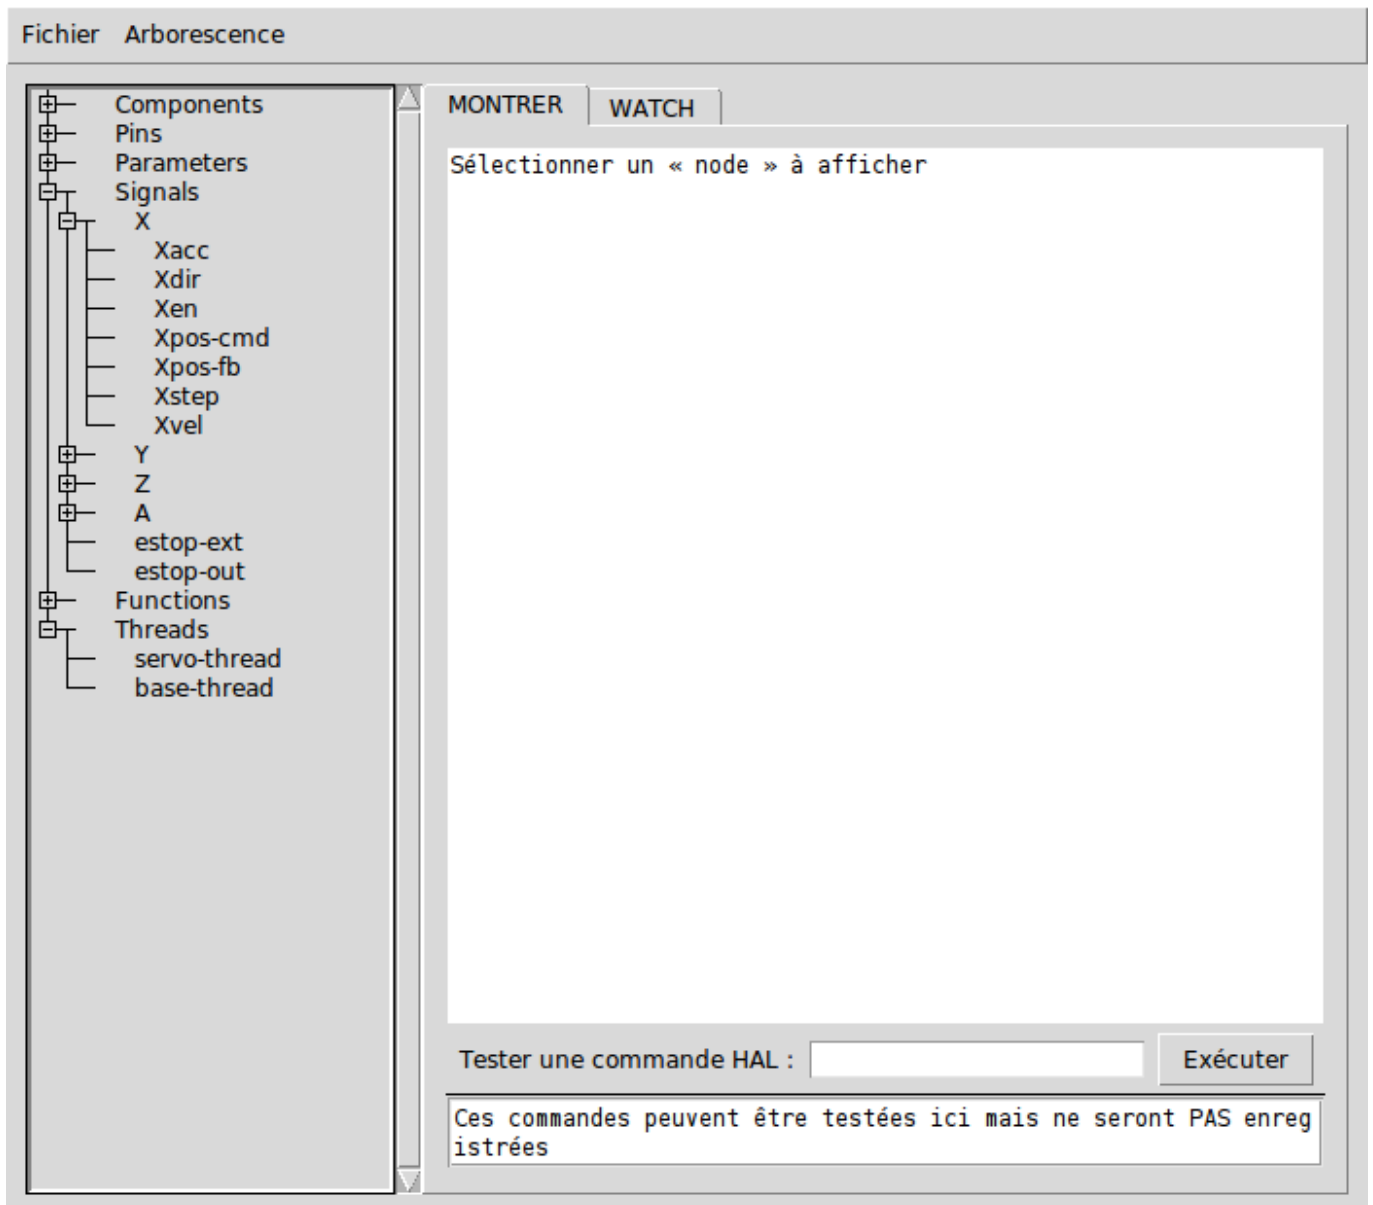 Fichier Arborescence
Components
Pins
Parameters
Signals
X
Xacc
Xdir
Xen
Xpos-cmd
Xpos-fb
Xstep
Xvel
Y
Z
A
estop-ext
estop-out
Functions
Threads
servo-thread
base-thread
MONTRER WATCH
Sélectionner un « node » à afficher
Tester une commande HAL : Exécuter
Ces commandes peuvent être testées ici mais ne seront PAS enreg
istrées